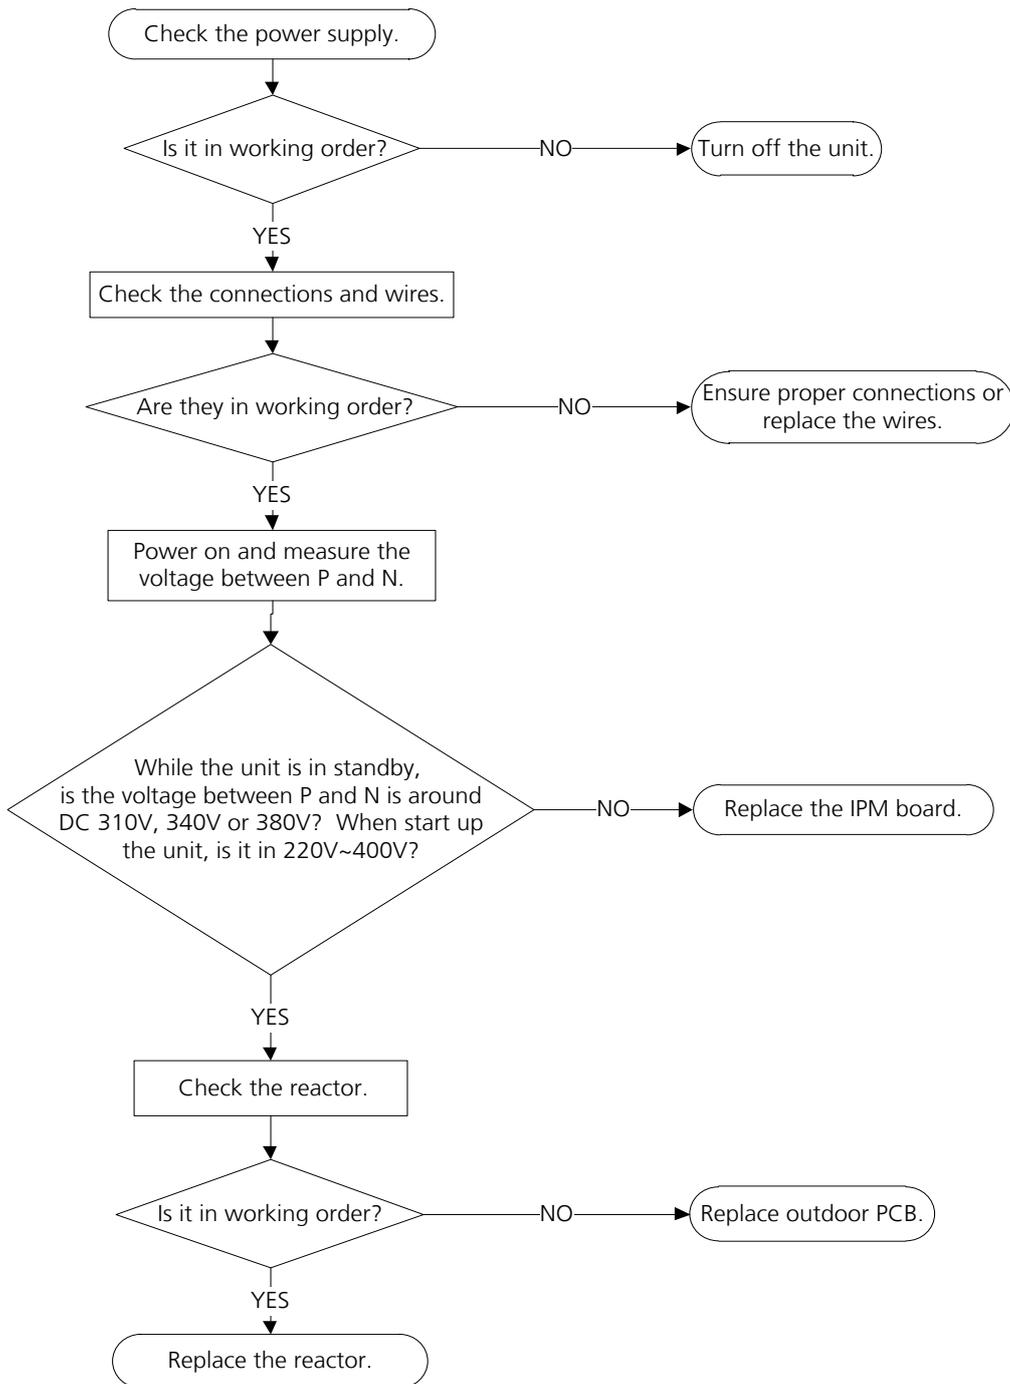 Check the power supply.
Is it in working order?
NO
Turn off the unit.
YES
Check the connections and wires.
Are they in working order?
NO
Ensure proper connections or
replace the wires.
YES
Power on and measure the
voltage between P and N.
While the unit is in standby,
is the voltage between P and N is around
DC 310V, 340V or 380V? When start up
the unit, is it in 220V~400V?
NO
Replace the IPM board.
YES
Check the reactor.
Is it in working order?
NO
Replace outdoor PCB.
YES
Replace the reactor.